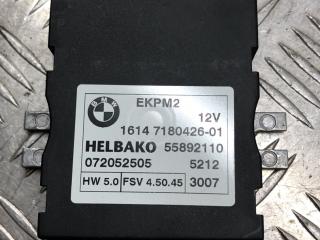 BMW
EKPM2
12V
1614 7180426-01
HELBAKO 55892110
072052505 5212
HW 5.0 FSV 4.50.45 3007